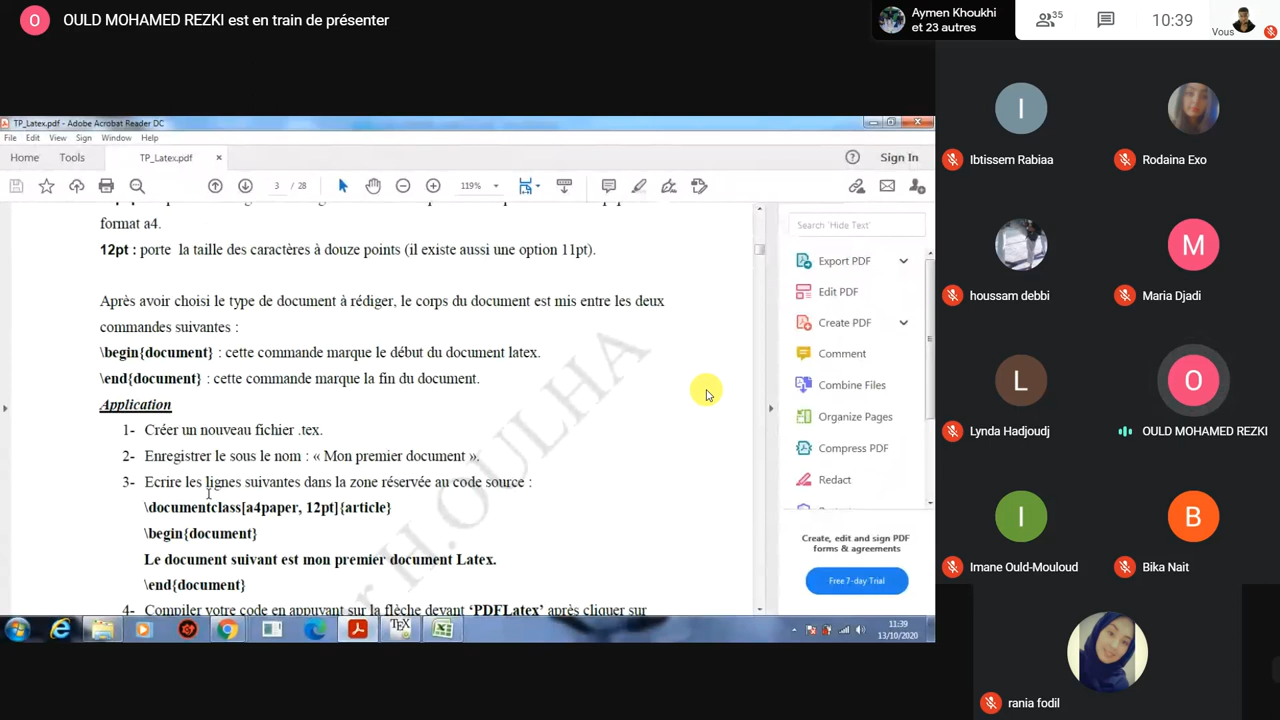 O OULD MOHAMED REZKI est en train de présenter
Aymen Khoukhi
et 23 autres
35
10:39
Vous
TP_Latex.pdf - Adobe Acrobat Reader DC
File Edit View Sign Window Help
Home Tools TP_Latex.pdf × Sign In
3 / 28 119%
format a4.
12pt : porte la taille des caractères à douze points (il existe aussi une option 11pt).
Après avoir choisi le type de document à rédiger, le corps du document est mis entre les deux
commandes suivantes :
\begin{document} : cette commande marque le début du document latex.
\end{document} : cette commande marque la fin du document.
Application
1- Créer un nouveau fichier .tex.
2- Enregistrer le sous le nom : « Mon premier document ».
3- Ecrire les lignes suivantes dans la zone réservée au code source :
\documentclass[a4paper, 12pt]{article}
\begin{document}
Le document suivant est mon premier document Latex.
\end{document}
4- Compiler votre code en appuyant sur la flèche devant ‘PDFLatex’ après cliquer sur
r H.OULHA
Search 'Hide Text'
Export PDF
Edit PDF
Create PDF
Comment
Combine Files
Organize Pages
Compress PDF
Redact
Create, edit and sign PDF
forms & agreements
Free 7-day Trial
TEX
11:39
13/10/2020
I
Ibtissem Rabiaa
Rodaina Exo
houssam debbi
M
Maria Djadi
L
Lynda Hadjoudj
O
OULD MOHAMED REZKI
I
Imane Ould-Mouloud
B
Bika Nait
rania fodil